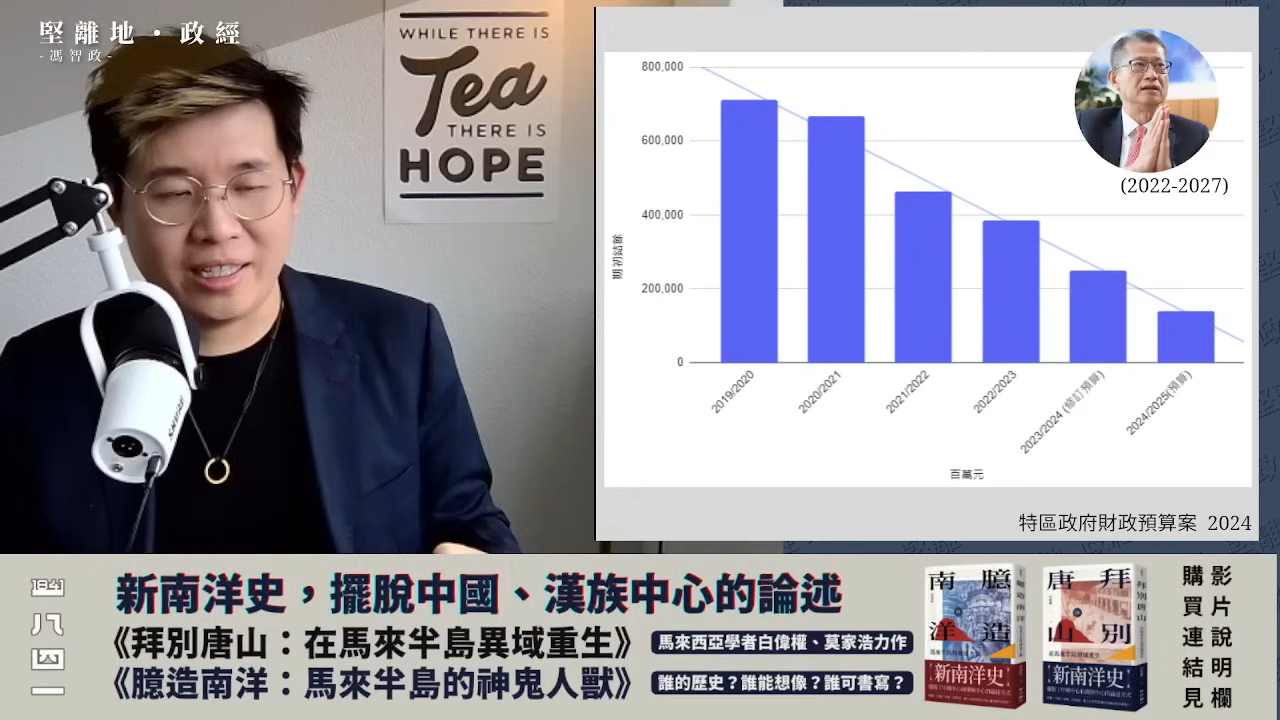 堅離地・政經
-馮智政-
WHILE THERE IS
Tea
THERE IS
HOPE
SHURE
800,000
600,000
400,000
200,000
0
期初結餘
2019/2020
2020/2021
2021/2022
2022/2023
2023/2024 (修訂預算)
2024/2025(預算)
百萬元
(2022-2027)
特區政府財政預算案 2024
1841
一八四一
新南洋史，擺脫中國、漢族中心的論述
《拜別唐山：在馬來半島異域重生》
馬來西亞學者白偉權、莫家浩力作
《臆造南洋：馬來半島的神鬼人獸》
誰的歷史？誰能想像？誰可書寫？
臆造南洋
「新南洋史」
拜別唐山
「新南洋史」
影片說明欄
購買連結見